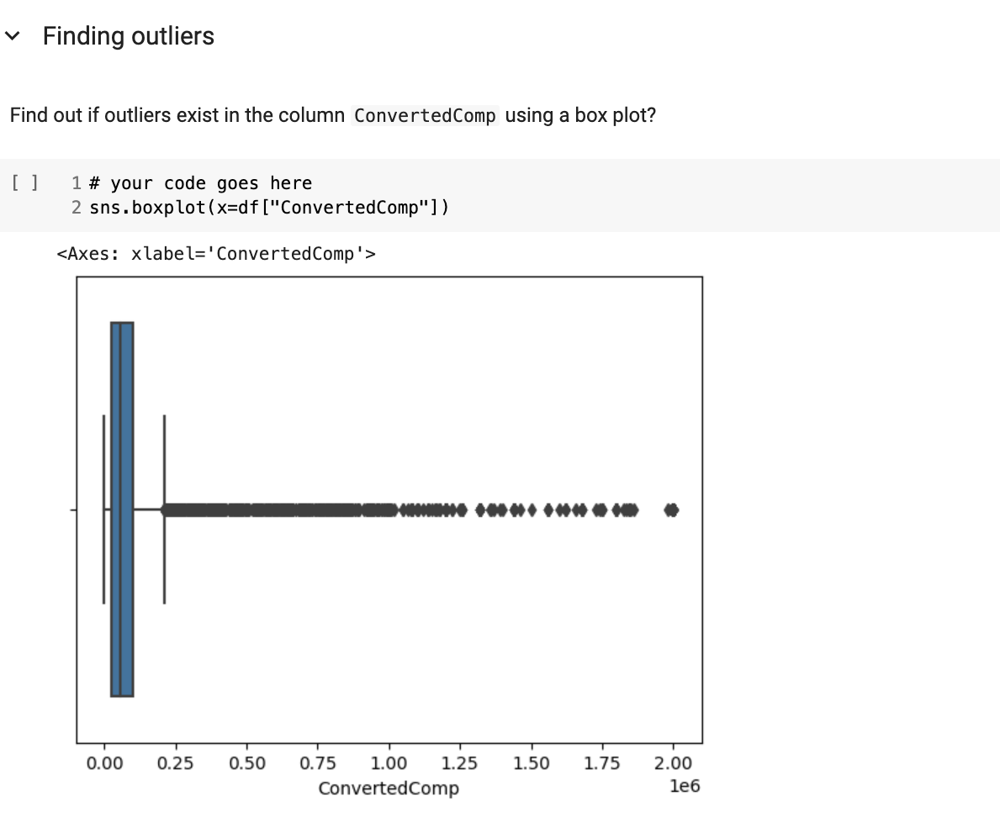 Finding outliers
Find out if outliers exist in the column ConvertedComp using a box plot?
[ ] 1 # your code goes here
2 sns.boxplot(x=df["ConvertedComp"])
<Axes: xlabel='ConvertedComp'>
0.00 0.25 0.50 0.75 1.00 1.25 1.50 1.75 2.00
ConvertedComp 1e6